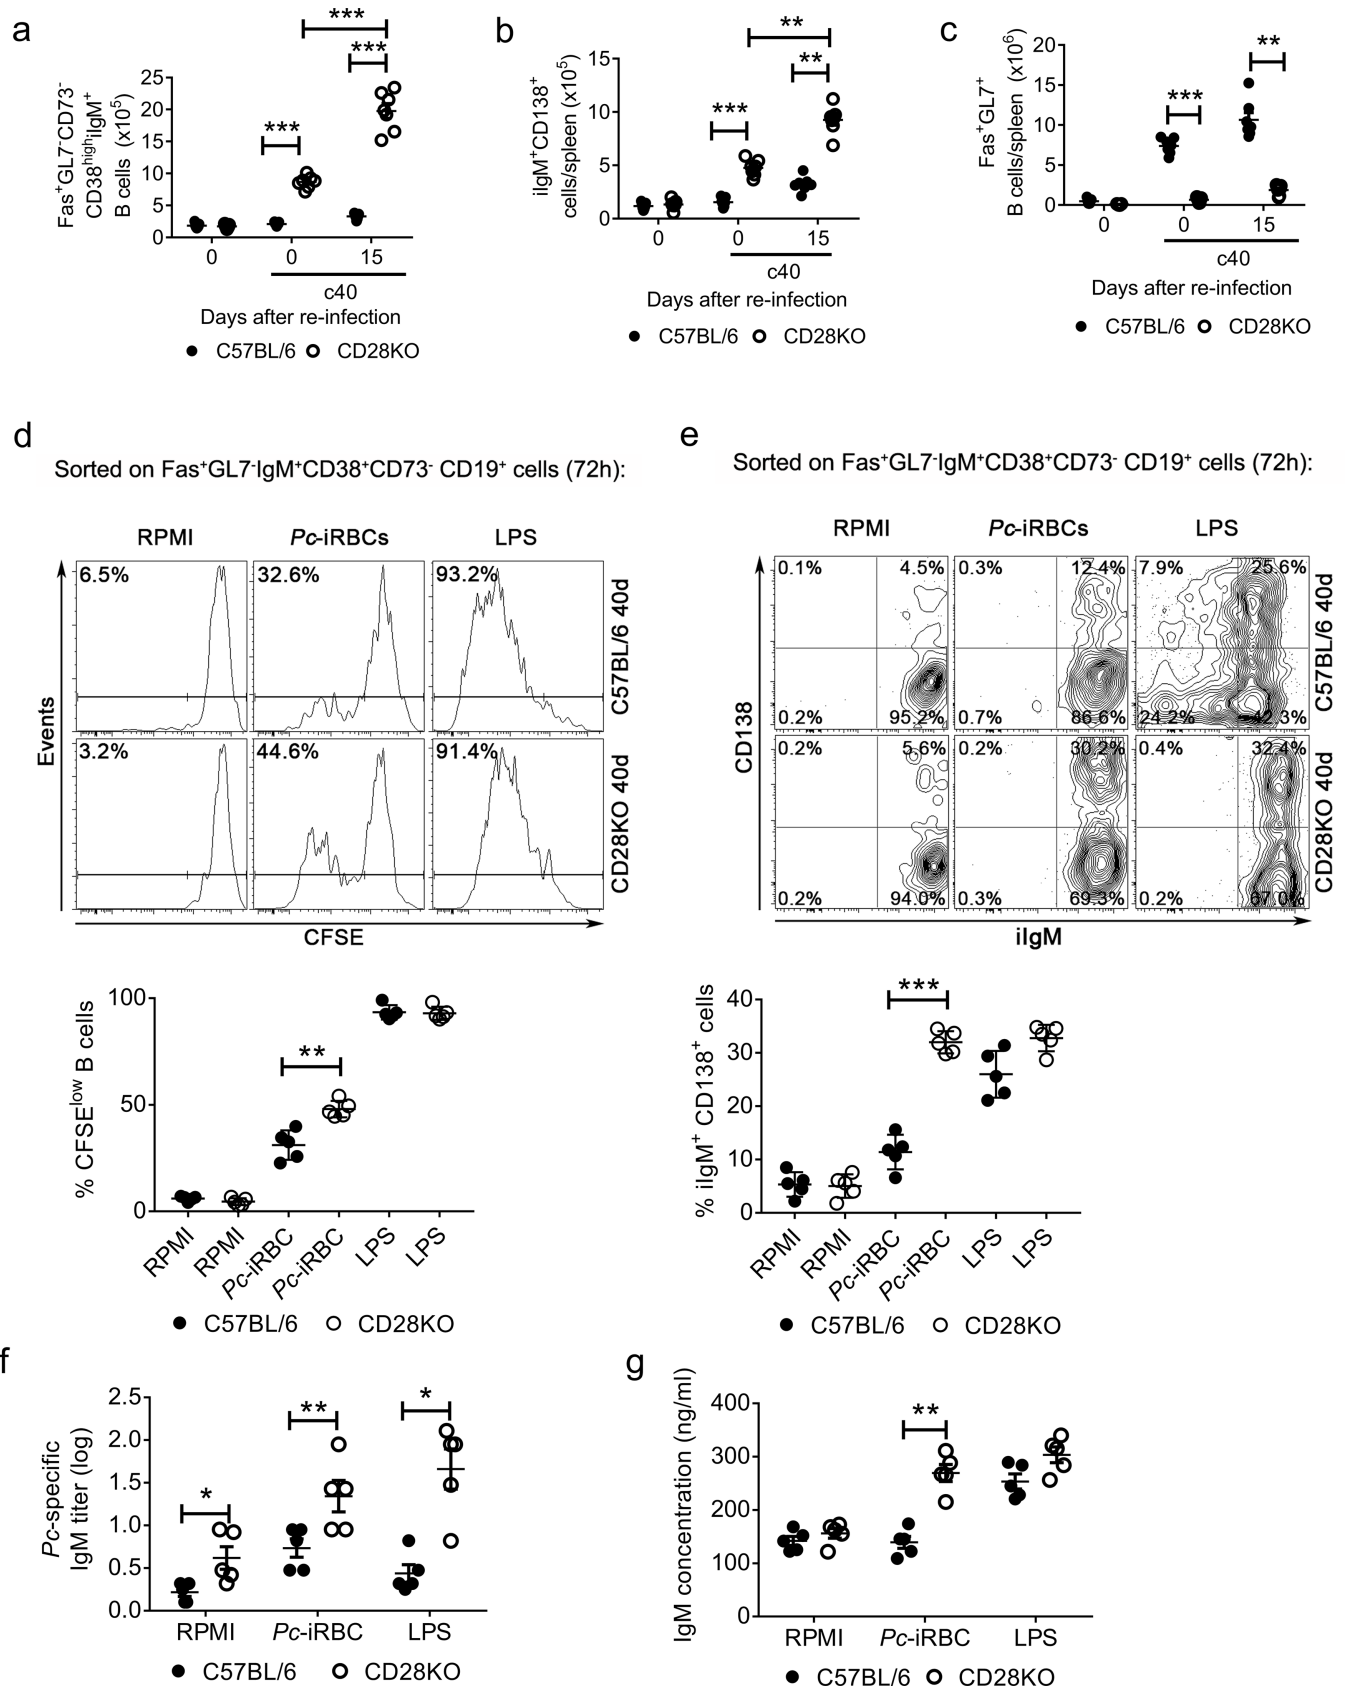 a
***
***
***
Fas⁺GL7⁻CD73⁻
CD38ʰⁱᵍʰiIgM⁺
B cells (x10⁵)
25
20
15
10
5
0
0 0 15
c40
Days after re-infection
● C57BL/6 O CD28KO
b
**
**
***
iIgM⁺CD138⁺
cells/spleen (x10⁵)
15
10
5
0
0 0 15
c40
Days after re-infection
● C57BL/6 O CD28KO
c
**
***
Fas⁺GL7⁺
B cells/spleen (x10⁶)
20
15
10
5
0
0 0 15
c40
Days after re-infection
● C57BL/6 O CD28KO
d
Sorted on Fas⁺GL7⁻IgM⁺CD38⁺CD73⁻ CD19⁺ cells (72h):
RPMI Pc-iRBCs LPS
6.5% 32.6% 93.2%
C57BL/6 40d
3.2% 44.6% 91.4%
CD28KO 40d
Events
CFSE
% CFSEˡᵒʷ B cells
100
50
0
**
RPMI RPMI Pc-iRBC Pc-iRBC LPS LPS
● C57BL/6 O CD28KO
e
Sorted on Fas⁺GL7⁻IgM⁺CD38⁺CD73⁻ CD19⁺ cells (72h):
RPMI Pc-iRBCs LPS
0.1% 4.5% 0.3% 12.4% 7.9% 25.6%
0.2% 95.2% 0.7% 86.6% 24.2% 42.3%
C57BL/6 40d
0.2% 5.6% 0.2% 30.2% 0.4% 32.4%
0.2% 94.0% 0.3% 69.3% 0.2% 67.0%
CD28KO 40d
CD138
iIgM
% iIgM⁺ CD138⁺ cells
40
30
20
10
0
***
RPMI RPMI Pc-iRBC Pc-iRBC LPS LPS
● C57BL/6 O CD28KO
f
Pc-specific
IgM titer (log)
2.5
2.0
1.5
1.0
0.5
0.0
*
**
*
RPMI Pc-iRBC LPS
● C57BL/6 O CD28KO
g
IgM concentration (ng/ml)
400
300
200
100
0
**
RPMI Pc-iRBC LPS
● C57BL/6 O CD28KO